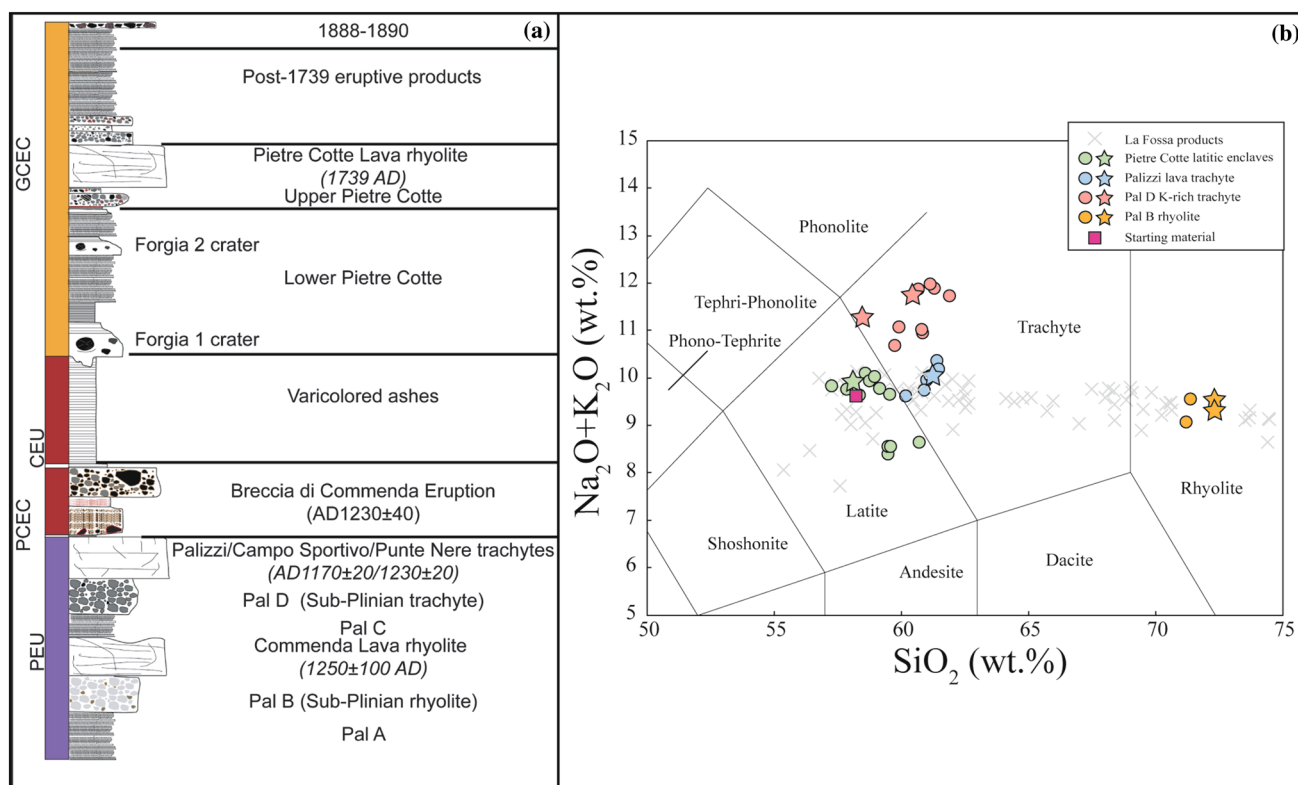 (a)
1888-1890
Post-1739 eruptive products
Pietre Cotte Lava rhyolite
(1739 AD)
Upper Pietre Cotte
Forgia 2 crater
Lower Pietre Cotte
Forgia 1 crater
Varicolored ashes
Breccia di Commenda Eruption
(AD1230±40)
Palizzi/Campo Sportivo/Punte Nere trachytes
(AD1170±20/1230±20)
Pal D (Sub-Plinian trachyte)
Pal C
Commenda Lava rhyolite
(1250±100 AD)
Pal B (Sub-Plinian rhyolite)
Pal A
GCEC
CEU
PCEC
PEU
(b)
La Fossa products
Pietre Cotte latitic enclaves
Palizzi lava trachyte
Pal D K-rich trachyte
Pal B rhyolite
Starting material
Na₂O+K₂O (wt.%)
15
14
13
12
11
10
9
8
7
6
5
Phonolite
Tephri-Phonolite
Phono-Tephrite
Trachyte
Latite
Shoshonite
Andesite
Dacite
Rhyolite
50 55 60 65 70 75
SiO₂ (wt.%)